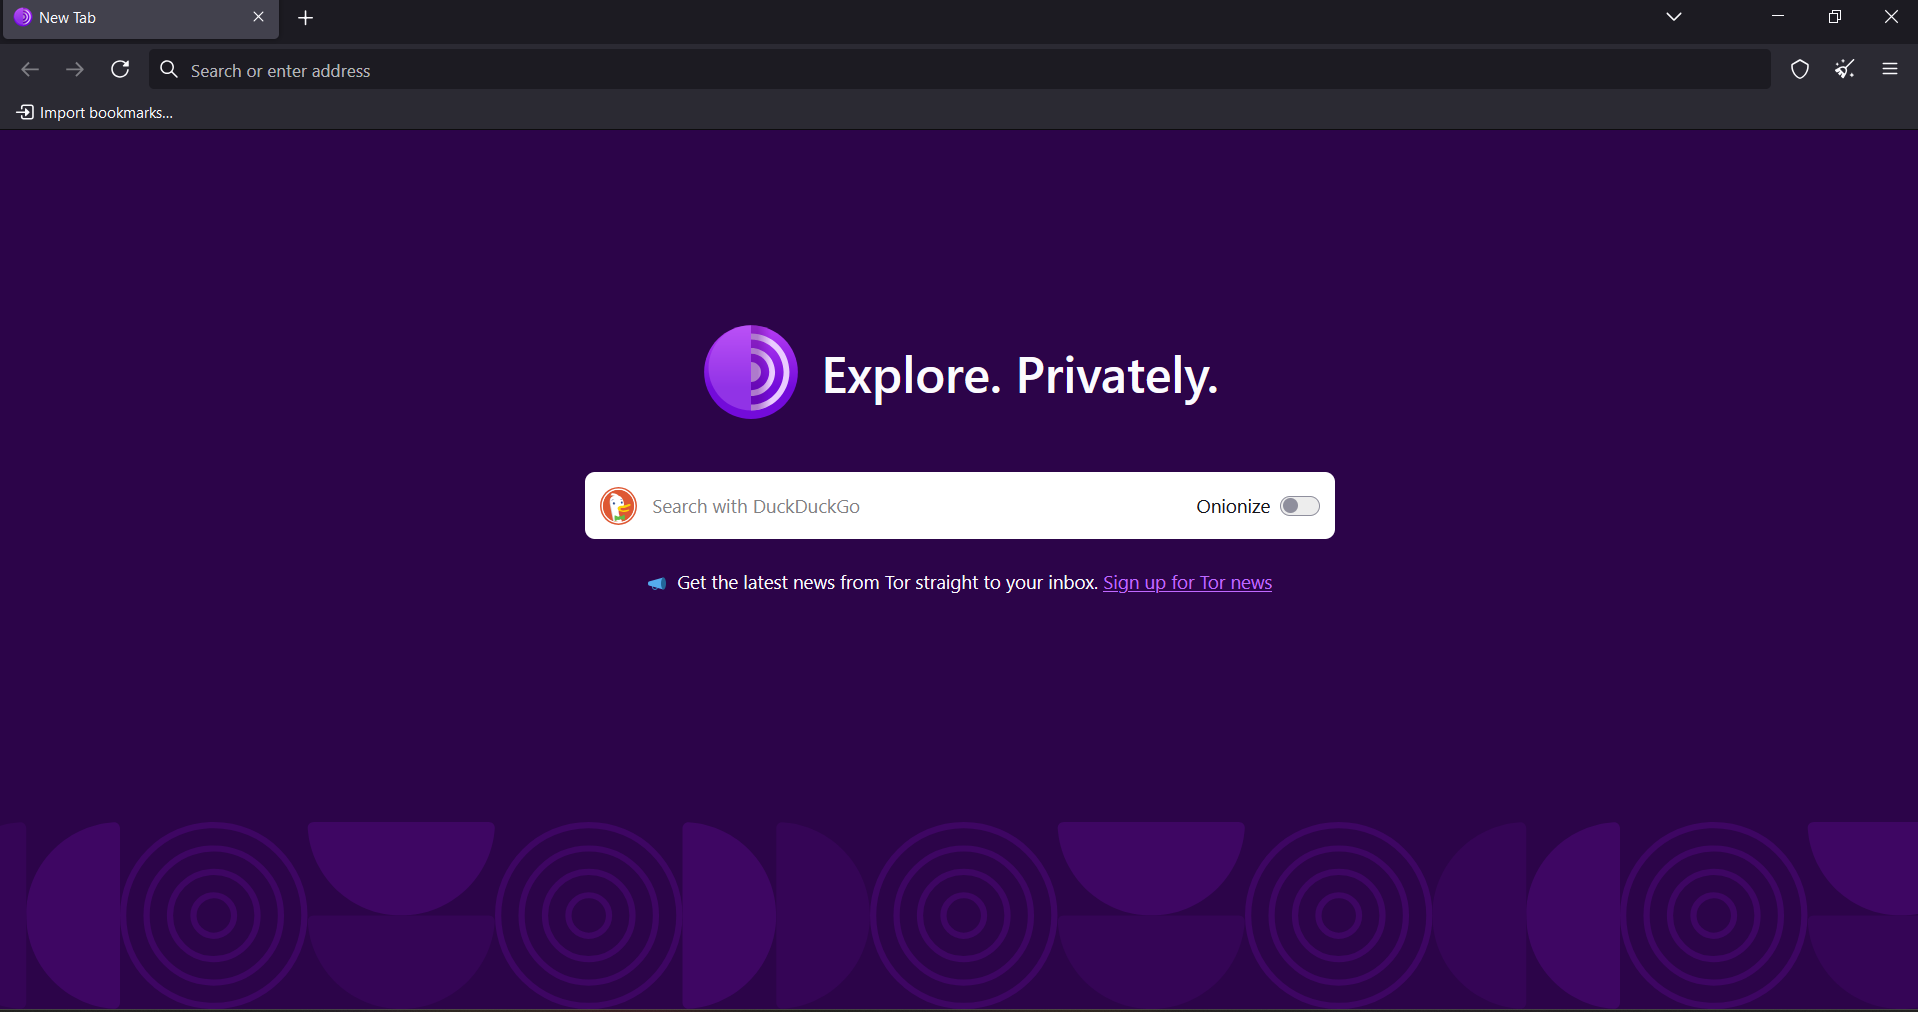 New Tab
Search or enter address
Import bookmarks...
Explore. Privately.
Search with DuckDuckGo
Onionize
Get the latest news from Tor straight to your inbox. Sign up for Tor news